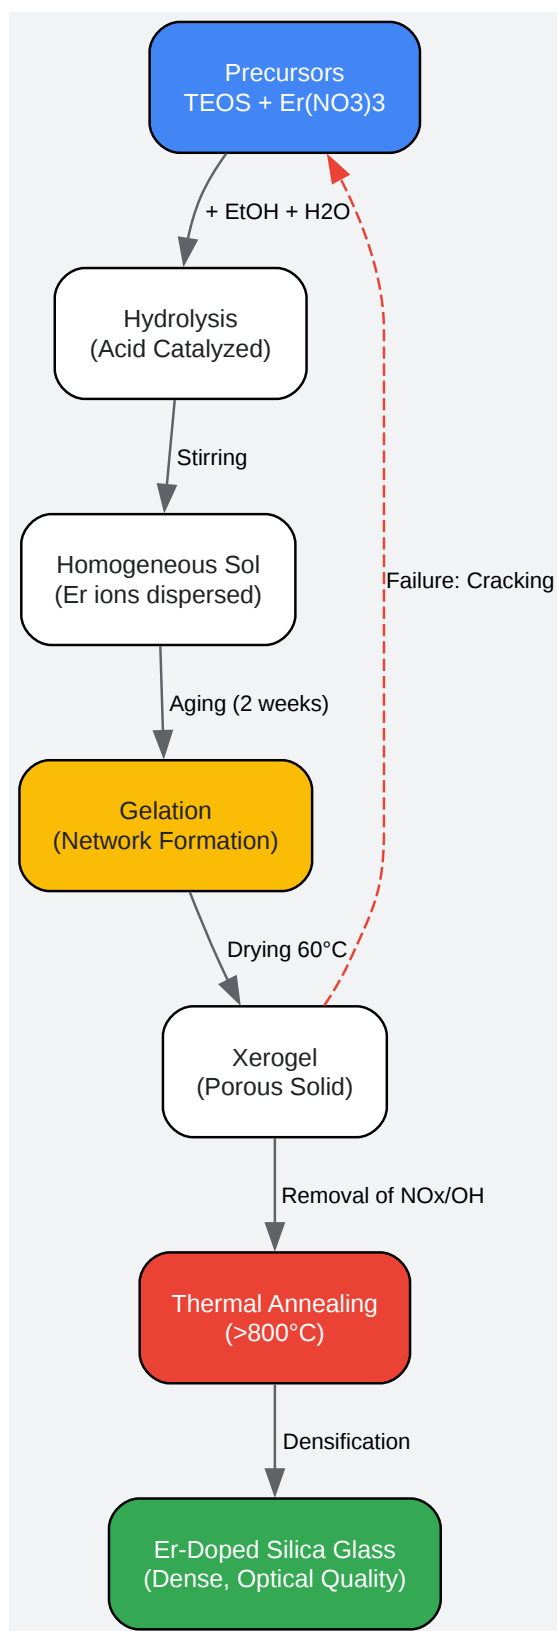 Precursors
TEOS + Er(NO3)3
+ EtOH + H2O
Hydrolysis
(Acid Catalyzed)
Stirring
Homogeneous Sol
(Er ions dispersed)
Failure: Cracking
Aging (2 weeks)
Gelation
(Network Formation)
Drying 60°C
Xerogel
(Porous Solid)
Removal of NOx/OH
Thermal Annealing
(>800°C)
Densification
Er-Doped Silica Glass
(Dense, Optical Quality)